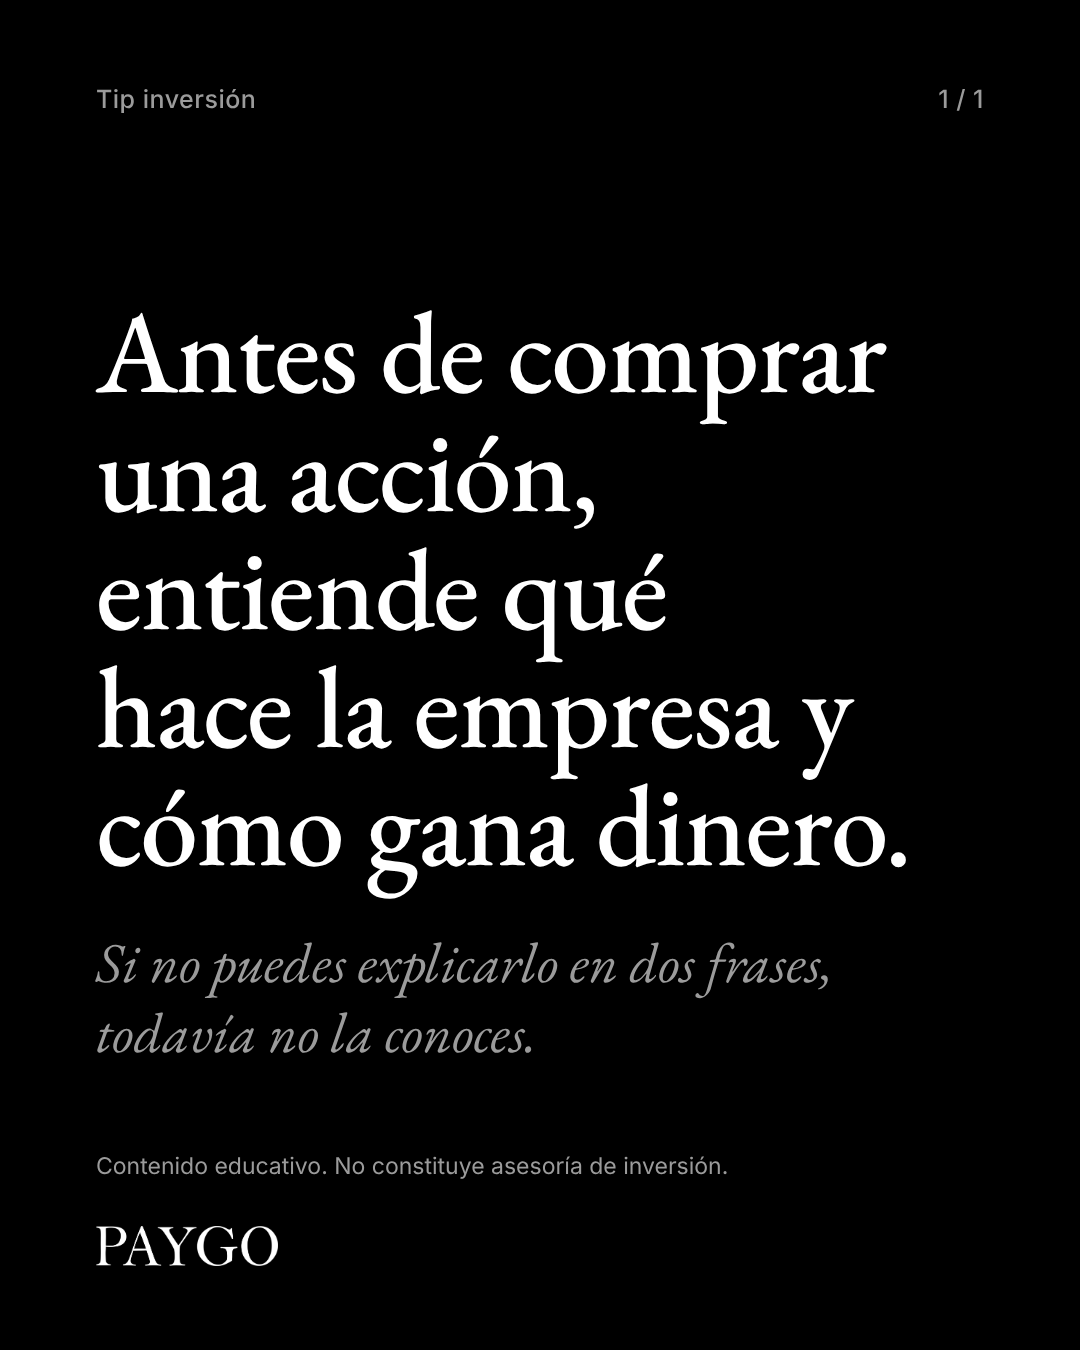 Tip inversión
1 / 1
Antes de comprar
una acción,
entiende qué
hace la empresa y
cómo gana dinero.
Si no puedes explicarlo en dos frases,
todavía no la conoces.
Contenido educativo. No constituye asesoría de inversión.
PAYGO